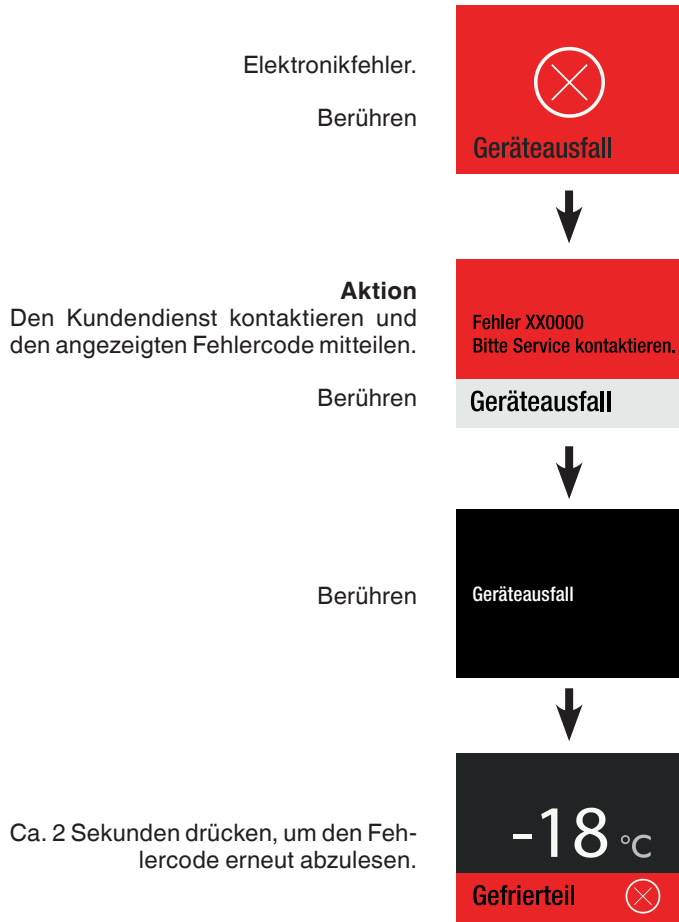 Elektronikfehler.
Berühren
Geräteausfall
Aktion
Den Kundendienst kontaktieren und
den angezeigten Fehlercode mitteilen.
Berühren
Fehler XX0000
Bitte Service kontaktieren.
Geräteausfall
Berühren
Geräteausfall
Ca. 2 Sekunden drücken, um den Feh-
lercode erneut abzulesen.
-18 °C
Gefrierteil